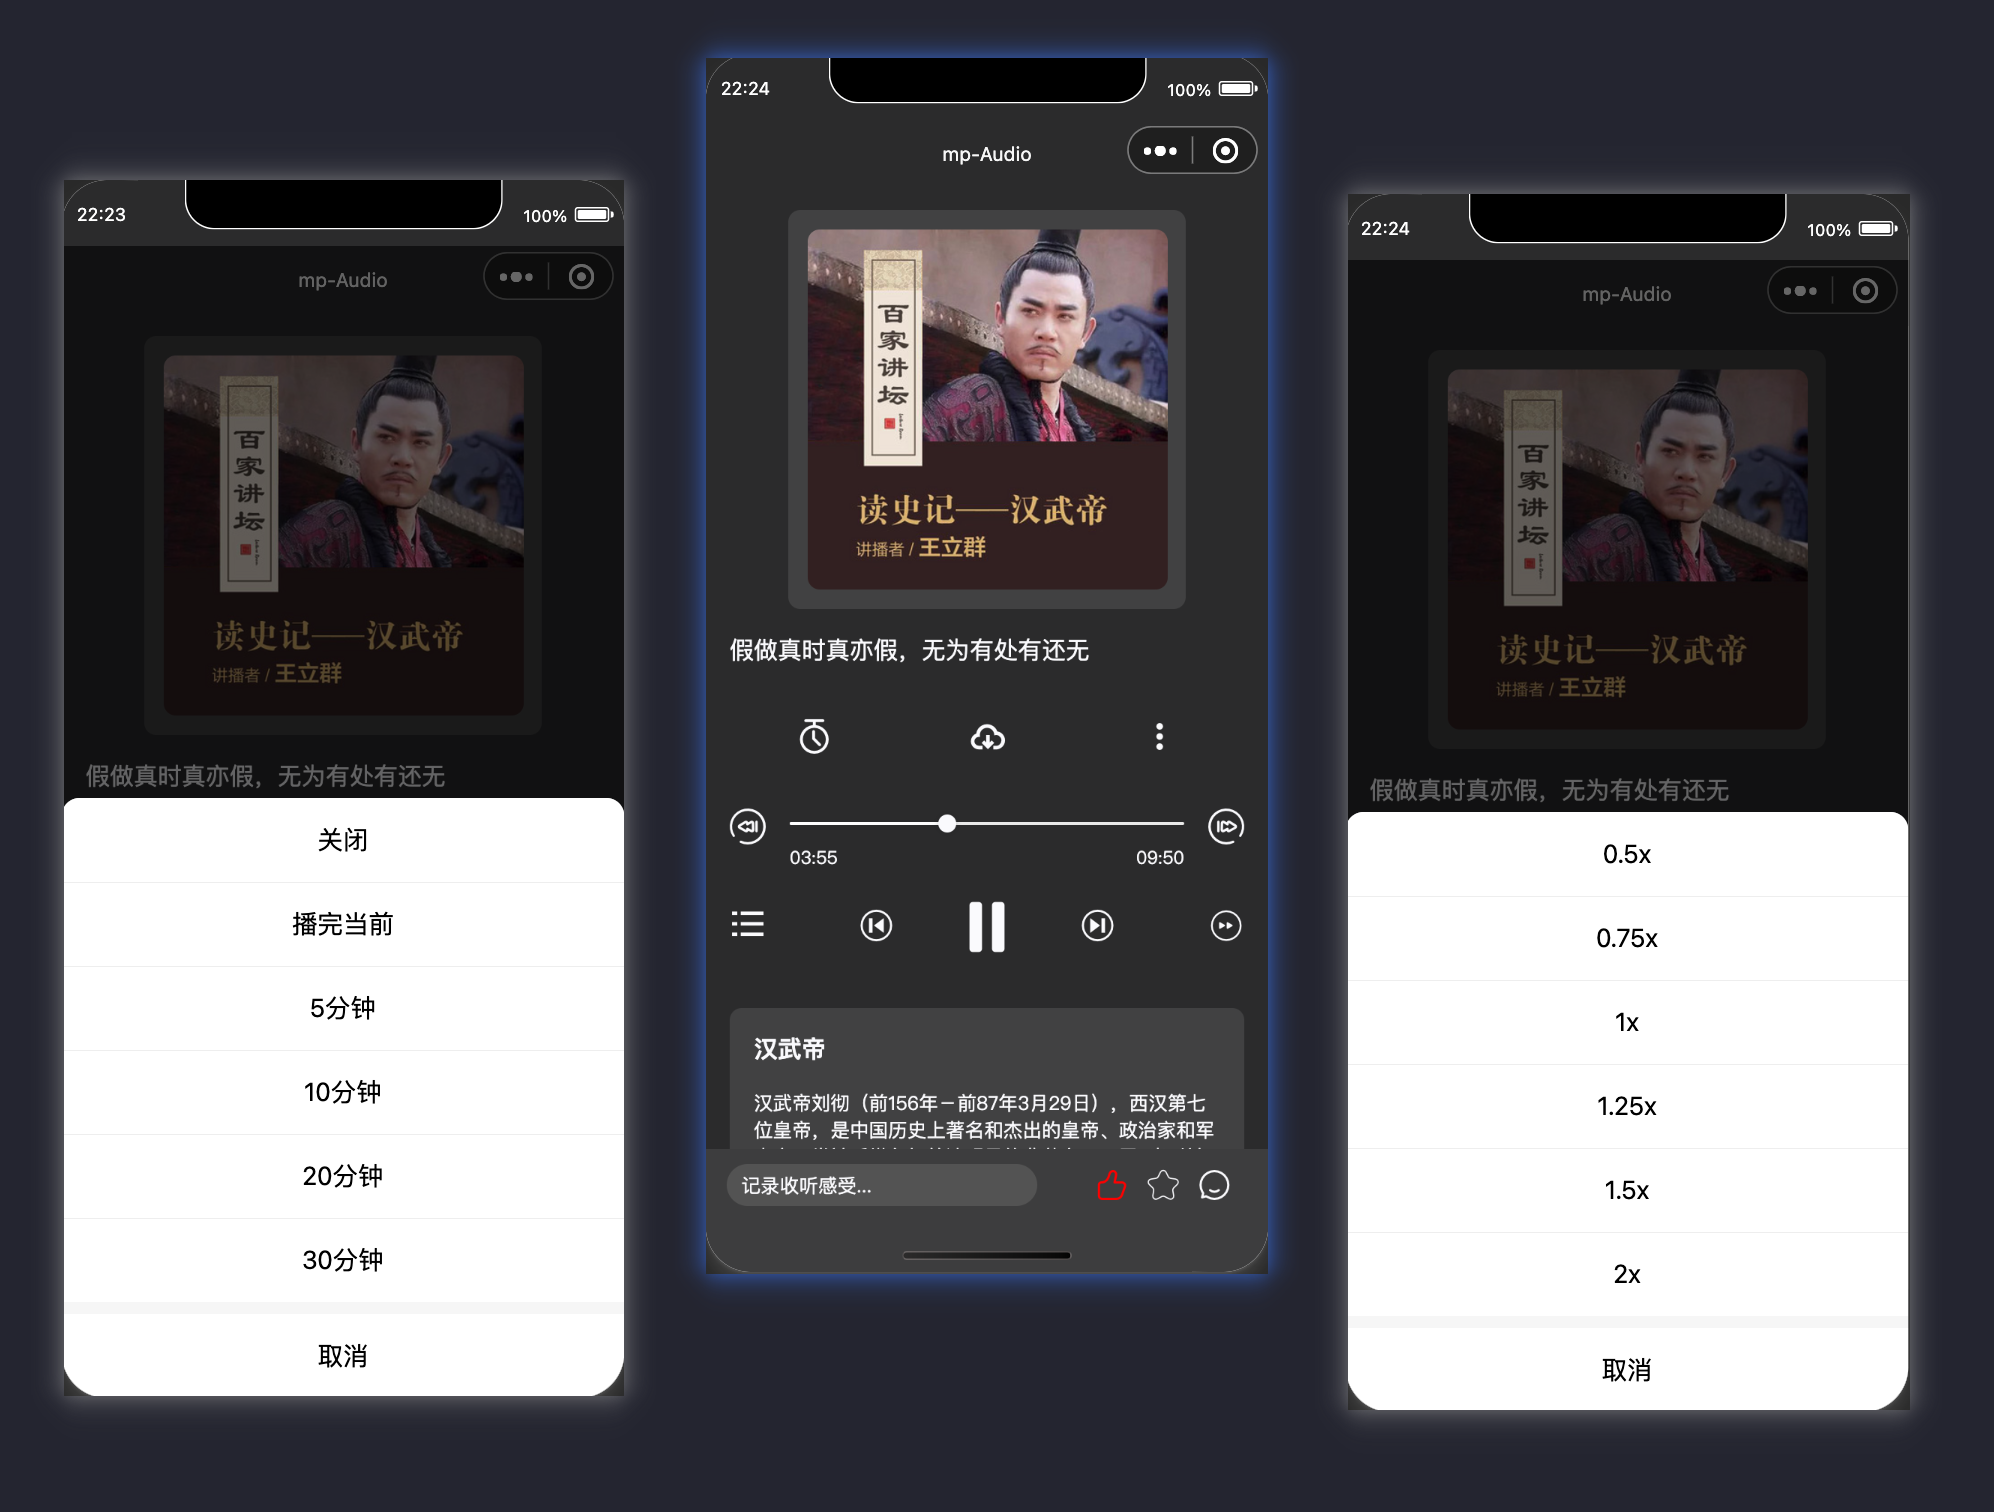 22:23
100%
mp-Audio
百家讲坛
读史记——汉武帝
讲播者 / 王立群
假做真时真亦假，无为有处有还无
关闭
播完当前
5分钟
10分钟
20分钟
30分钟
取消
22:24
100%
mp-Audio
百家讲坛
读史记——汉武帝
讲播者 / 王立群
假做真时真亦假，无为有处有还无
03:55
09:50
汉武帝
汉武帝刘彻（前156年－前87年3月29日），西汉第七
位皇帝，是中国历史上著名和杰出的皇帝、政治家和军
记录收听感受...
22:24
100%
mp-Audio
百家讲坛
读史记——汉武帝
讲播者 / 王立群
假做真时真亦假，无为有处有还无
0.5x
0.75x
1x
1.25x
1.5x
2x
取消